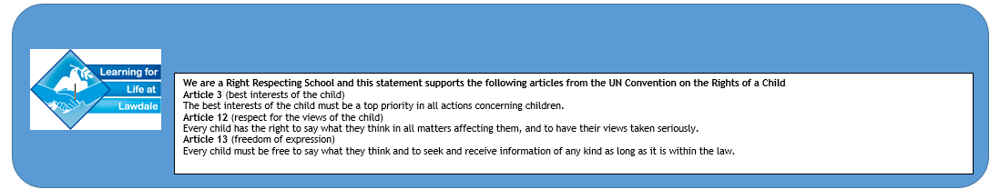 Learning for
Life at
Lawdale
We are a Right Respecting School and this statement supports the following articles from the UN Convention on the Rights of a Child
Article 3 (best interests of the child)
The best interests of the child must be a top priority in all actions concerning children.
Article 12 (respect for the views of the child)
Every child has the right to say what they think in all matters affecting them, and to have their views taken seriously.
Article 13 (freedom of expression)
Every child must be free to say what they think and to seek and receive information of any kind as long as it is within the law.